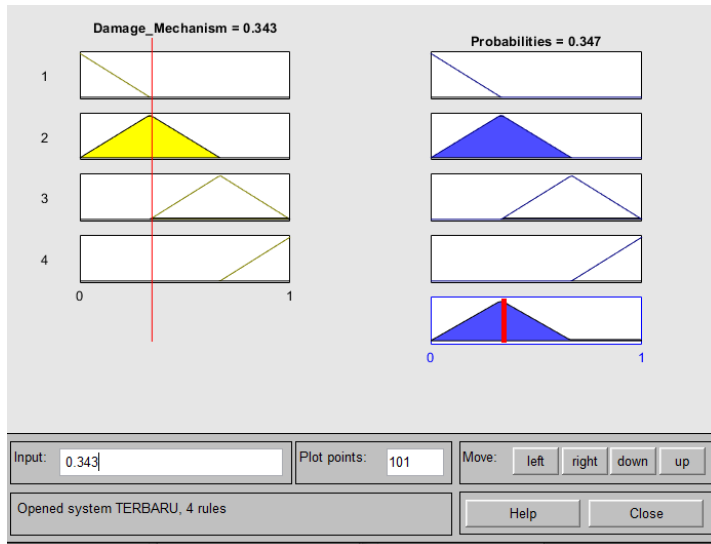 Damage_Mechanism = 0.343
Probabilities = 0.347
1
2
3
4
0 1
0 1
Input: 0.343
Plot points: 101
Move: left right down up
Opened system TERBARU, 4 rules
Help Close